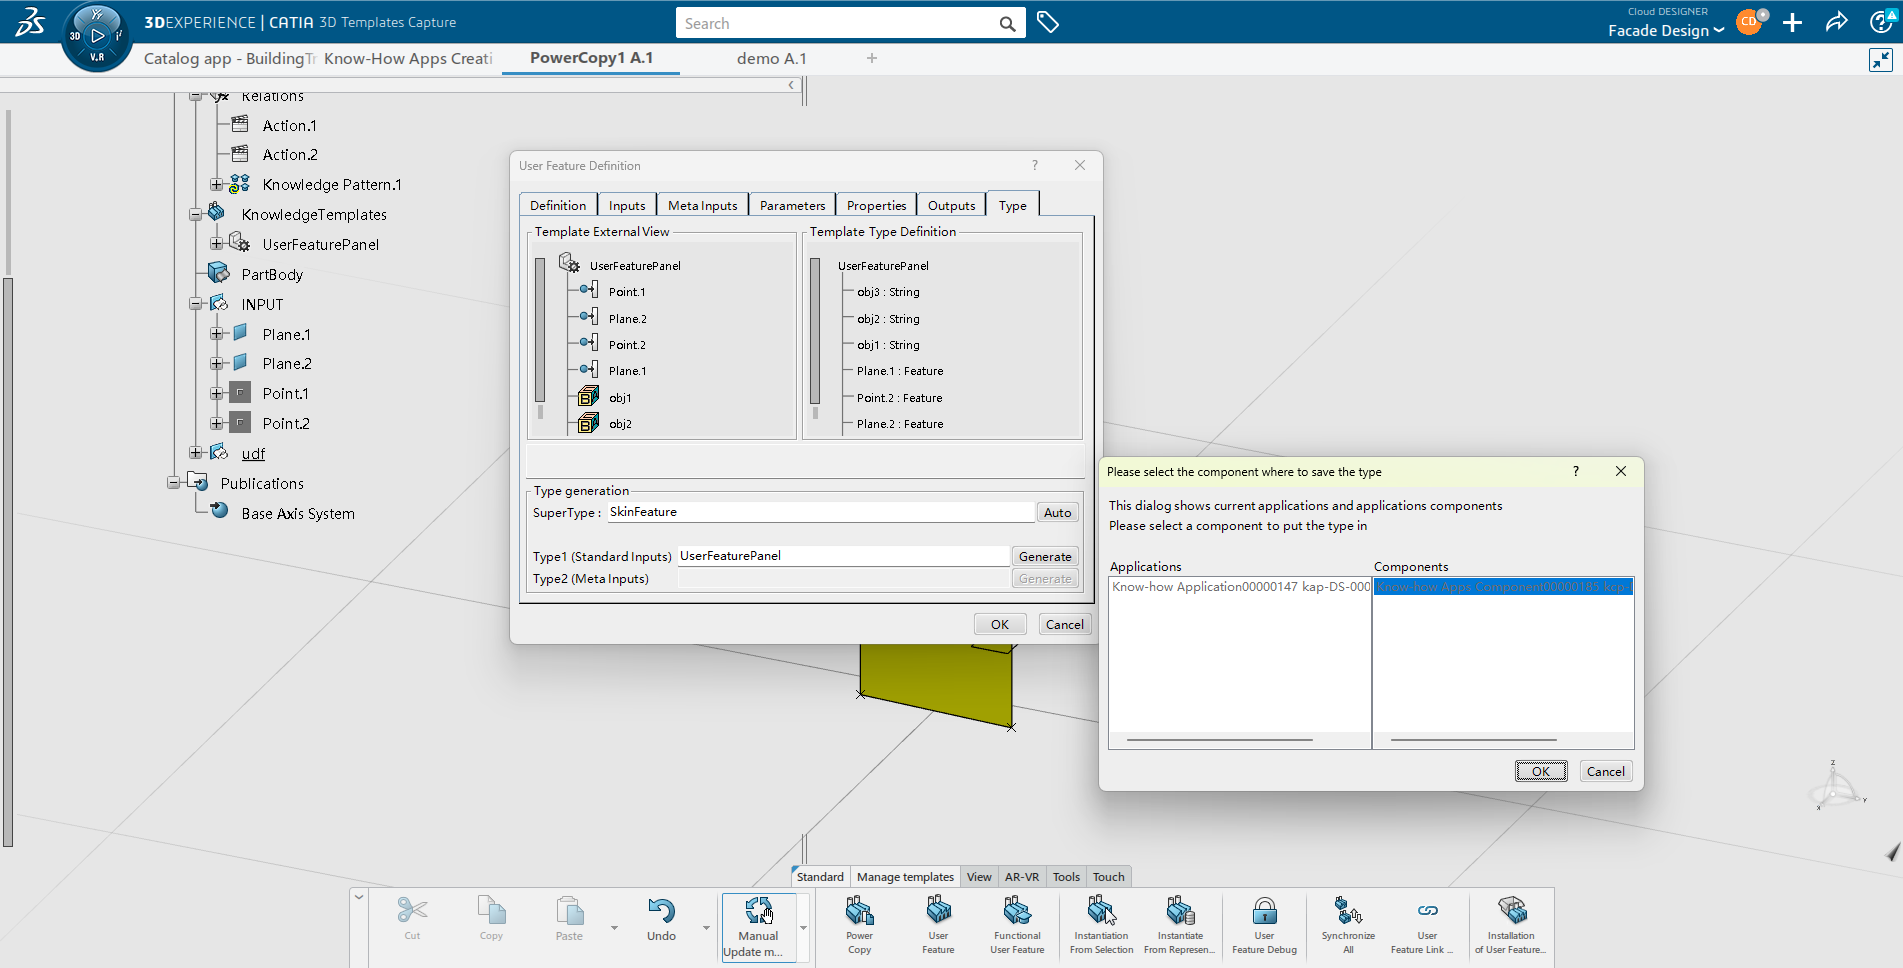 3DEXPERIENCE | CATIA 3D Templates Capture
Search
Cloud DESIGNER
Facade Design
CD
3D
V.R
Catalog app - BuildingTr
Know-How Apps Creati
PowerCopy1 A.1
demo A.1
Relations
Action.1
Action.2
Knowledge Pattern.1
KnowledgeTemplates
UserFeaturePanel
PartBody
INPUT
Plane.1
Plane.2
Point.1
Point.2
udf
Publications
Base Axis System
User Feature Definition
Definition
Inputs
Meta Inputs
Parameters
Properties
Outputs
Type
Template External View
UserFeaturePanel
Point.1
Plane.2
Point.2
Plane.1
obj1
obj2
Template Type Definition
UserFeaturePanel
obj3 : String
obj2 : String
obj1 : String
Plane.1 : Feature
Point.2 : Feature
Plane.2 : Feature
Type generation
SuperType : SkinFeature Auto
Type1 (Standard Inputs) UserFeaturePanel Generate
Type2 (Meta Inputs) Generate
OK Cancel
Please select the component where to save the type
This dialog shows current applications and applications components
Please select a component to put the type in
Applications
Components
Know-how Application00000147 kap-DS-000
Know-how Apps Component00000185 kcp-
OK Cancel
z
y
x
Standard
Manage templates
View
AR-VR
Tools
Touch
Cut
Copy
Paste
Undo
Manual
Update m...
Power
Copy
User
Feature
Functional
User Feature
Instantiation
From Selection
Instantiate
From Represen...
User
Feature Debug
Synchronize
All
User
Feature Link ...
Installation
of User Feature...